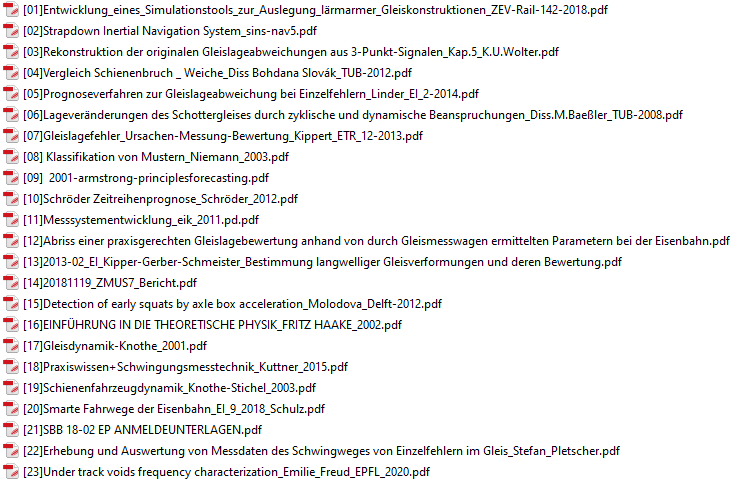 [01]Entwicklung_eines_Simulationstools_zur_Auslegung_lärmarmer_Gleiskonstruktionen_ZEV-Rail-142-2018.pdf
[02]Strapdown Inertial Navigation System_sins-nav5.pdf
[03]Rekonstruktion der originalen Gleislageabweichungen aus 3-Punkt-Signalen_Kap.5_K.U.Wolter.pdf
[04]Vergleich Schienenbruch _ Weiche_Diss Bohdana Slovák_TUB-2012.pdf
[05]Prognoseverfahren zur Gleislageabweichung bei Einzelfehlern_Linder_EI_2-2014.pdf
[06]Lageveränderungen des Schottergleises durch zyklische und dynamische Beanspruchungen_Diss.M.Baeßler_TUB-2008.pdf
[07]Gleislagefehler_Ursachen-Messung-Bewertung_Kippert_ETR_12-2013.pdf
[08] Klassifikation von Mustern_Niemann_2003.pdf
[09]  2001-armstrong-principlesforecasting.pdf
[10]Schröder Zeitreihenprognose_Schröder_2012.pdf
[11]Messsystementwicklung_eik_2011.pd.pdf
[12]Abriss einer praxisgerechten Gleislagebewertung anhand von durch Gleismesswagen ermittelten Parametern bei der Eisenbahn.pdf
[13]2013-02_EI_Kipper-Gerber-Schmeister_Bestimmung langwelliger Gleisverformungen und deren Bewertung.pdf
[14]20181119_ZMUS7_Bericht.pdf
[15]Detection of early squats by axle box acceleration_Molodova_Delft-2012.pdf
[16]EINFÜHRUNG IN DIE THEORETISCHE PHYSIK_FRITZ HAAKE_2002.pdf
[17]Gleisdynamik-Knothe_2001.pdf
[18]Praxiswissen+Schwingungsmesstechnik_Kuttner_2015.pdf
[19]Schienenfahrzeugdynamik_Knothe-Stichel_2003.pdf
[20]Smarte Fahrwege der Eisenbahn_EI_9_2018_Schulz.pdf
[21]SBB 18-02 EP ANMELDEUNTERLAGEN.pdf
[22]Erhebung und Auswertung von Messdaten des Schwingweges von Einzelfehlern im Gleis_Stefan_Pletscher.pdf
[23]Under track voids frequency characterization_Emilie_Freud_EPFL_2020.pdf